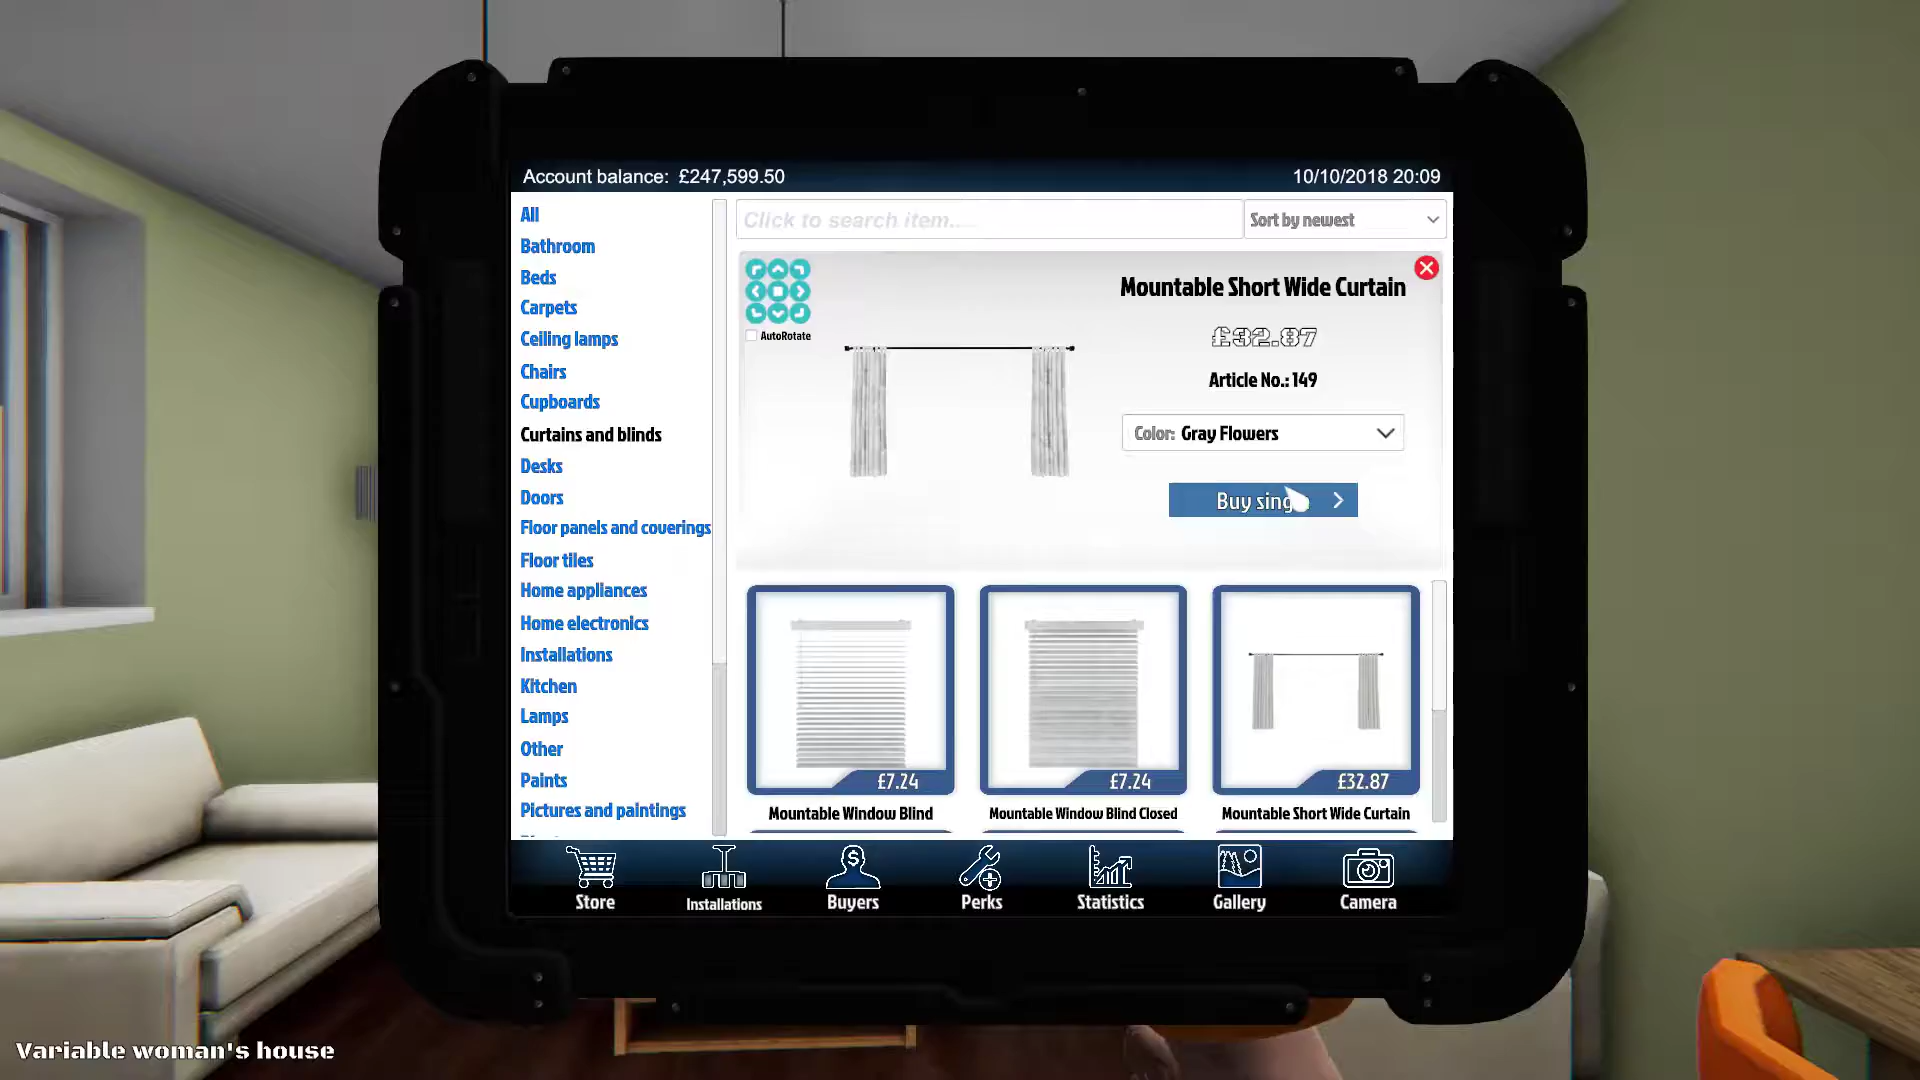 Account balance: £247,599.50
10/10/2018 20:09
All
Bathroom
Beds
Carpets
Ceiling lamps
Chairs
Cupboards
Curtains and blinds
Desks
Doors
Floor panels and coverings
Floor tiles
Home appliances
Home electronics
Installations
Kitchen
Lamps
Other
Paints
Pictures and paintings
Click to search item....
Sort by newest
AutoRotate
Mountable Short Wide Curtain
£32.87
Article No.: 149
Color: Gray Flowers
Buy
£7.24
£7.24
£32.87
Mountable Window Blind
Mountable Window Blind Closed
Mountable Short Wide Curtain
Store
Installations
Buyers
Perks
Statistics
Gallery
Camera
Variable woman's house